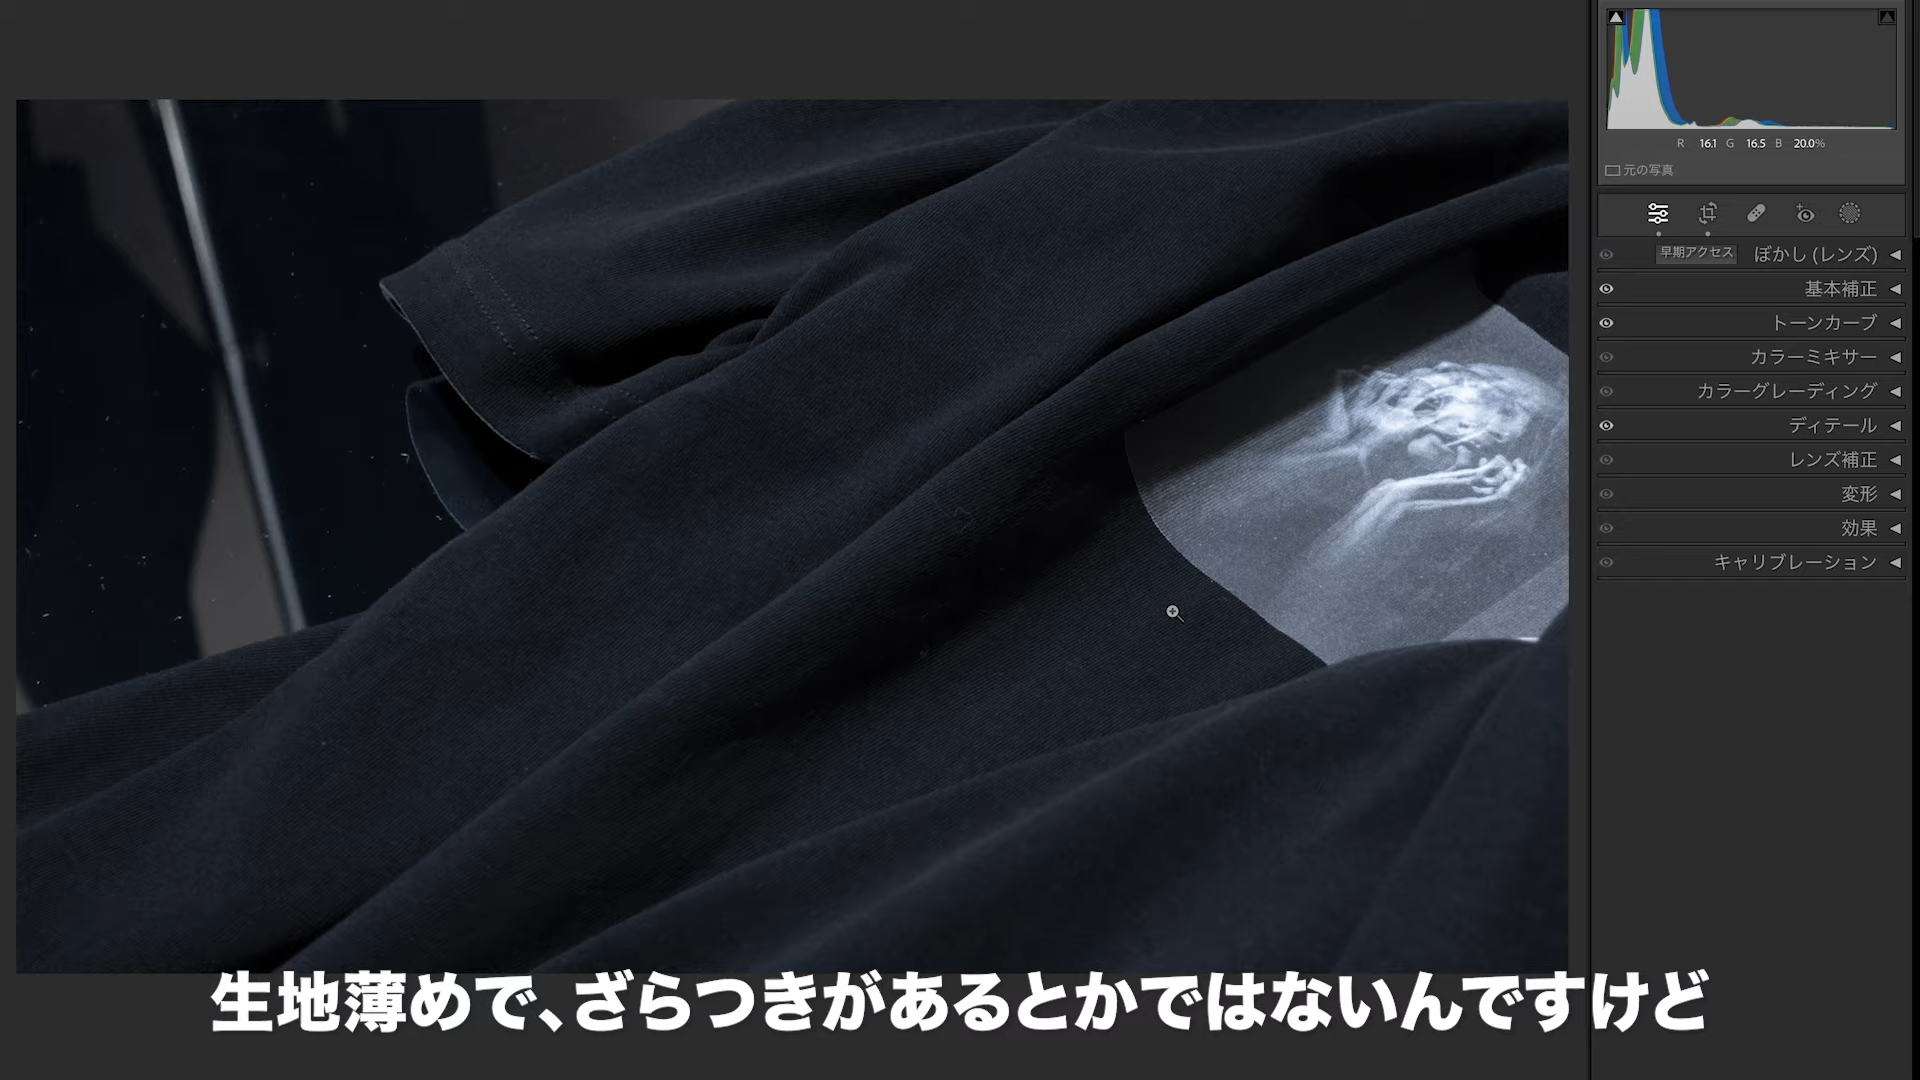 R 16.1 G 16.5 B 20.0%
元の写真
早期アクセス ぼかし (レンズ)
基本補正
トーンカーブ
カラーミキサー
カラーグレーディング
ディテール
レンズ補正
変形
効果
キャリブレーション
生地薄めで、ざらつきがあるとかではないんですけど